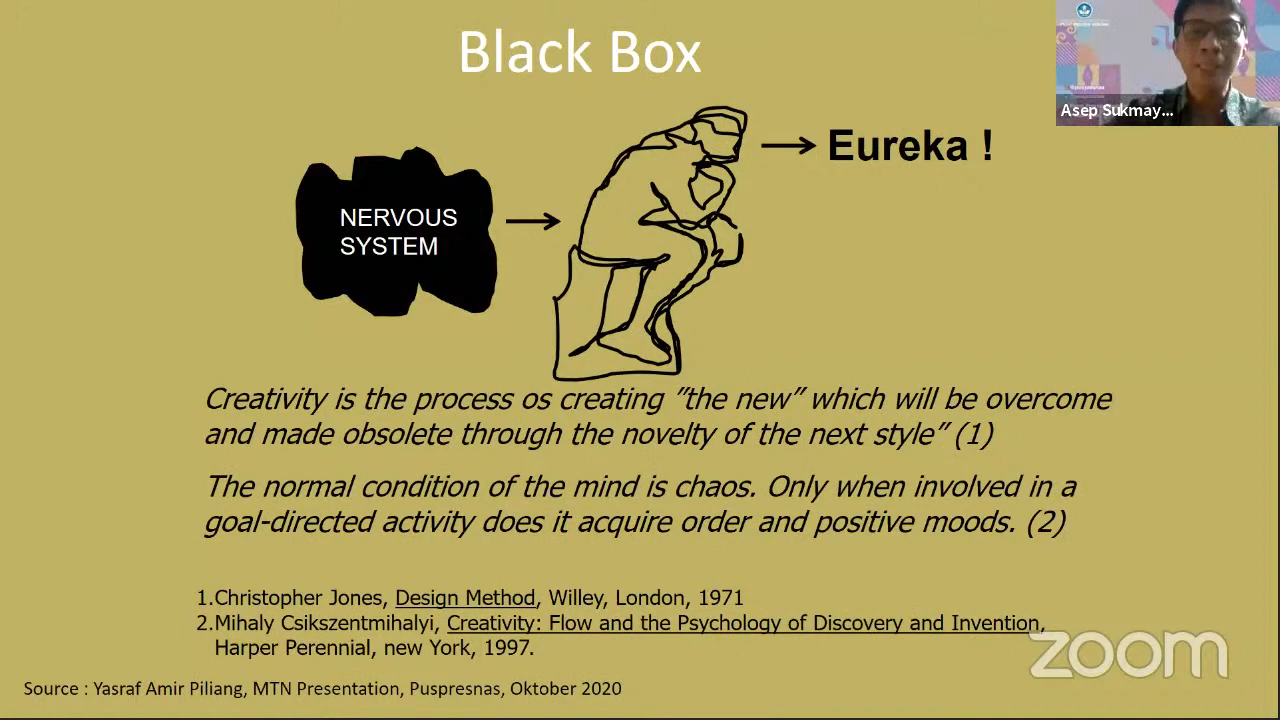 Black Box
Asep Sukmay...
Eureka !
NERVOUS
SYSTEM
Creativity is the process os creating ”the new” which will be overcome
and made obsolete through the novelty of the next style” (1)
The normal condition of the mind is chaos. Only when involved in a
goal-directed activity does it acquire order and positive moods. (2)
1.Christopher Jones, Design Method, Willey, London, 1971
2.Mihaly Csikszentmihalyi, Creativity: Flow and the Psychology of Discovery and Invention,
Harper Perennial, new York, 1997.
zoom
Source : Yasraf Amir Piliang, MTN Presentation, Puspresnas, Oktober 2020